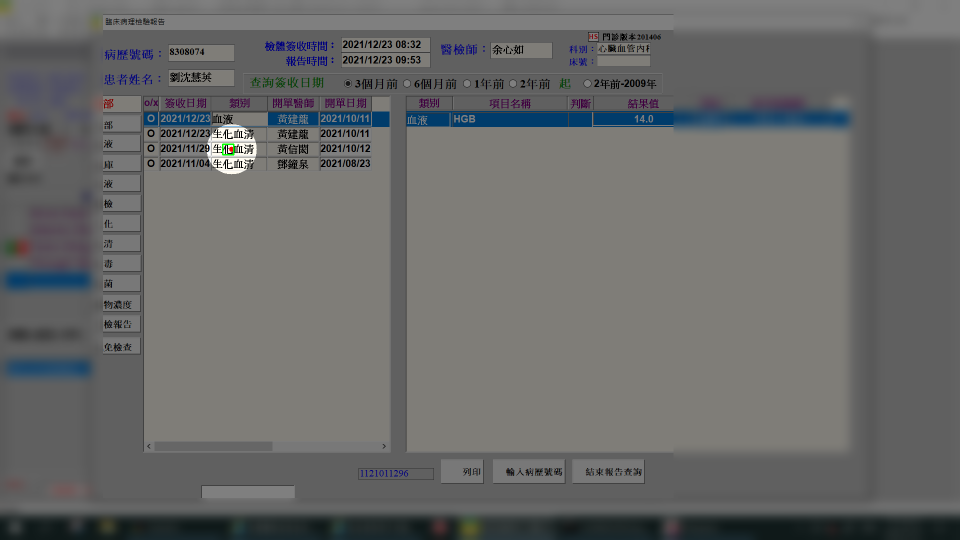 臨床病理檢驗報告
HS 門診版本201406
病歷號碼： 8308074 檢體簽收時間： 2021/12/23 08:32 醫檢師： 余心如 科別： 心臟血管內科
報告時間： 2021/12/23 09:53 床號：
患者姓名： 劉沈慧英 查詢簽收日期 3個月前 6個月前 1年前 2年前 起 2年前-2009年
部 o/x 簽收日期 類別 開單醫師 開單日期 類別 項目名稱 判斷 結果值
O 2021/12/23 血液 黃建龍 2021/10/11 血液 HGB 14.0
部 O 2021/12/23 生化血清 黃建龍 2021/10/11
液 O 2021/11/29 生化血清 黃信閎 2021/10/12
庫 O 2021/11/04 生化血清 鄧鐘泉 2021/08/23
液
檢
化
清
毒
菌
物濃度
檢報告
免檢查
1121011296 列印 輸入病歷號碼 結束報告查詢